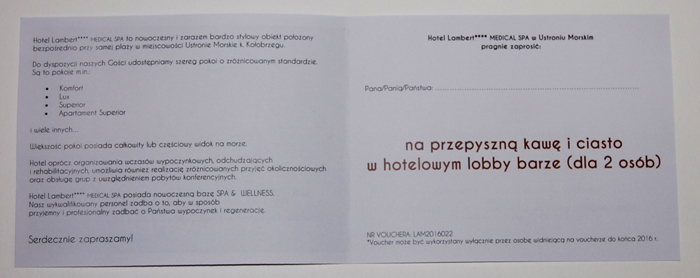 Hotel Lambert**** MEDICAL SPA to nowoczesny i zarazem bardzo stylowy obiekt położony
bezpośrednio przy samej plaży w miejscowości Ustronie Morskie k. Kołobrzegu.
Do dyspozycji naszych Gości udostępniamy szereg pokoi o zróżnicowanym standardzie.
Są to pokoje m.in.:
• Komfort
• Lux
• Superior
• Apartament Superior
i wiele innych...
Większość pokoi posiada całkowity lub częściowy widok na morze.
Hotel oprócz organizowania wczasów wypoczynkowych, odchudzających
i rehabilitacyjnych, umożliwia również realizację zróżnicowanych przyjęć okolicznościowych
oraz obsługę grup z uwzględnieniem pobytów konferencyjnych.
Hotel Lambert**** MEDICAL SPA posiada nowoczesną bazę SPA & WELLNESS.
Nasz wykwalifikowany personel zadba o to, aby w sposób
przyjemny i profesjonalny zadbać o Państwa wypoczynek i regenerację.
Serdecznie zapraszamy!
Hotel Lambert**** MEDICAL SPA w Ustroniu Morskim
pragnie zaprosić:
Pana/Panią/Państwa:
na przepyszną kawę i ciasto
w hotelowym lobby barze (dla 2 osób)
NR VOUCHERA: LAM2016022
*Voucher może być wykorzystany wyłącznie przez osobę widniejącą na voucherze do końca 2016 r.